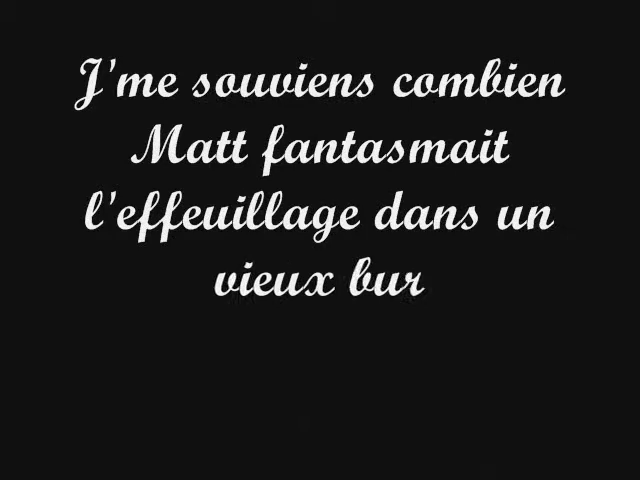 J'me souviens combien
Matt fantasmait
l'effeuillage dans un
vieux bur